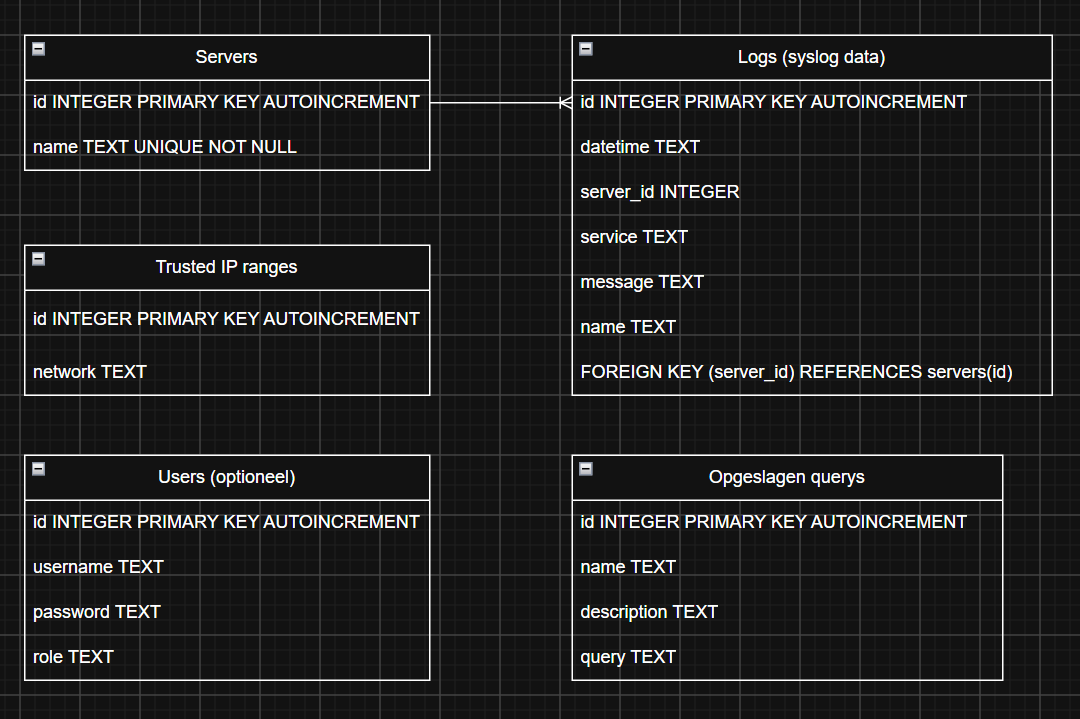 Servers
id INTEGER PRIMARY KEY AUTOINCREMENT
name TEXT UNIQUE NOT NULL
Logs (syslog data)
id INTEGER PRIMARY KEY AUTOINCREMENT
datetime TEXT
server_id INTEGER
service TEXT
message TEXT
name TEXT
FOREIGN KEY (server_id) REFERENCES servers(id)
Trusted IP ranges
id INTEGER PRIMARY KEY AUTOINCREMENT
network TEXT
Users (optioneel)
id INTEGER PRIMARY KEY AUTOINCREMENT
username TEXT
password TEXT
role TEXT
Opgeslagen querys
id INTEGER PRIMARY KEY AUTOINCREMENT
name TEXT
description TEXT
query TEXT